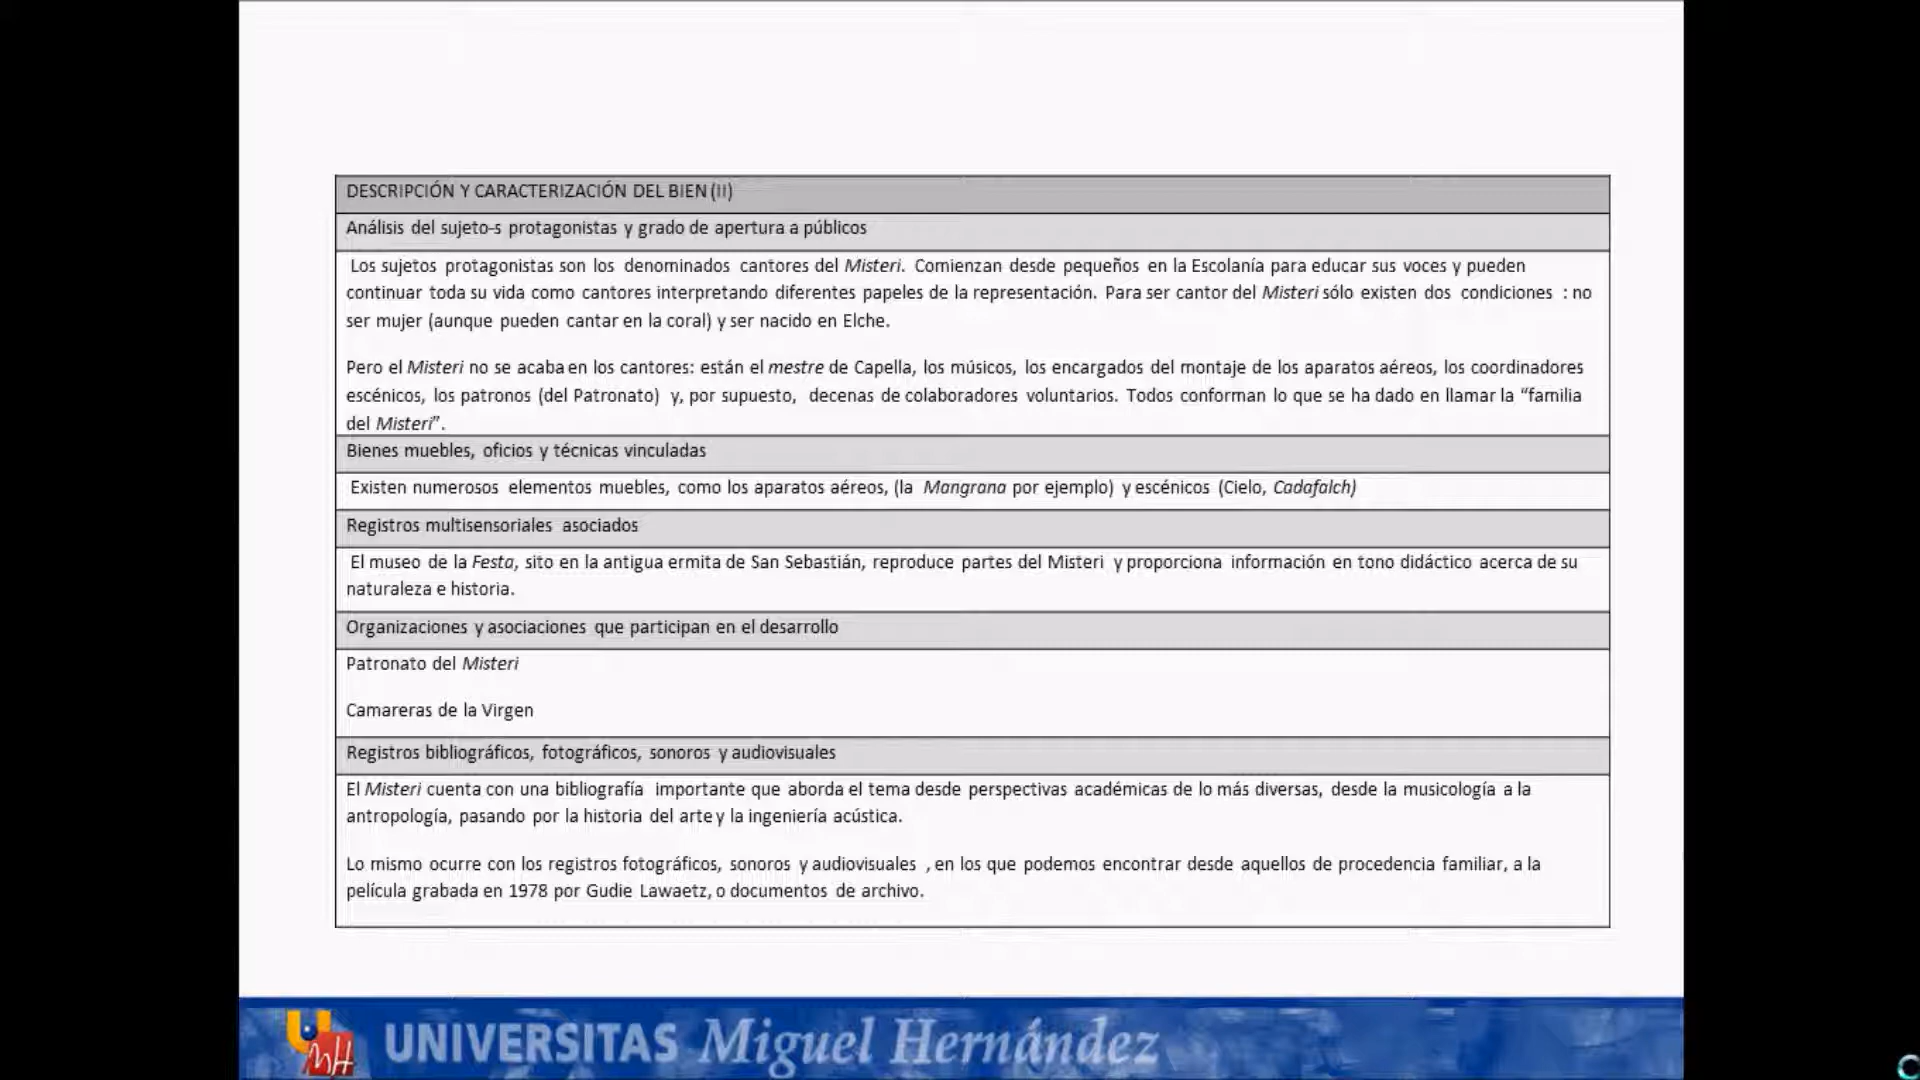 DESCRIPCIÓN Y CARACTERIZACIÓN DEL BIEN (II)
Análisis del sujeto-s protagonistas y grado de apertura a públicos
Los sujetos protagonistas son los denominados cantores del Misteri. Comienzan desde pequeños en la Escolanía para educar sus voces y pueden
continuar toda su vida como cantores interpretando diferentes papeles de la representación. Para ser cantor del Misteri sólo existen dos condiciones : no
ser mujer (aunque pueden cantar en la coral) y ser nacido en Elche.
Pero el Misteri no se acaba en los cantores: están el mestre de Capella, los músicos, los encargados del montaje de los aparatos aéreos, los coordinadores
escénicos, los patronos (del Patronato) y, por supuesto, decenas de colaboradores voluntarios. Todos conforman lo que se ha dado en llamar la “familia
del Misteri”.
Bienes muebles, oficios y técnicas vinculadas
Existen numerosos elementos muebles, como los aparatos aéreos, (la Mangrana por ejemplo) y escénicos (Cielo, Cadafalch)
Registros multisensoriales asociados
El museo de la Festa, sito en la antigua ermita de San Sebastián, reproduce partes del Misteri y proporciona información en tono didáctico acerca de su
naturaleza e historia.
Organizaciones y asociaciones que participan en el desarrollo
Patronato del Misteri
Camareras de la Virgen
Registros bibliográficos, fotográficos, sonoros y audiovisuales
El Misteri cuenta con una bibliografía importante que aborda el tema desde perspectivas académicas de lo más diversas, desde la musicología a la
antropología, pasando por la historia del arte y la ingeniería acústica.
Lo mismo ocurre con los registros fotográficos, sonoros y audiovisuales , en los que podemos encontrar desde aquellos de procedencia familiar, a la
película grabada en 1978 por Gudie Lawaetz, o documentos de archivo.
UMH UNIVERSITAS Miguel Hernández